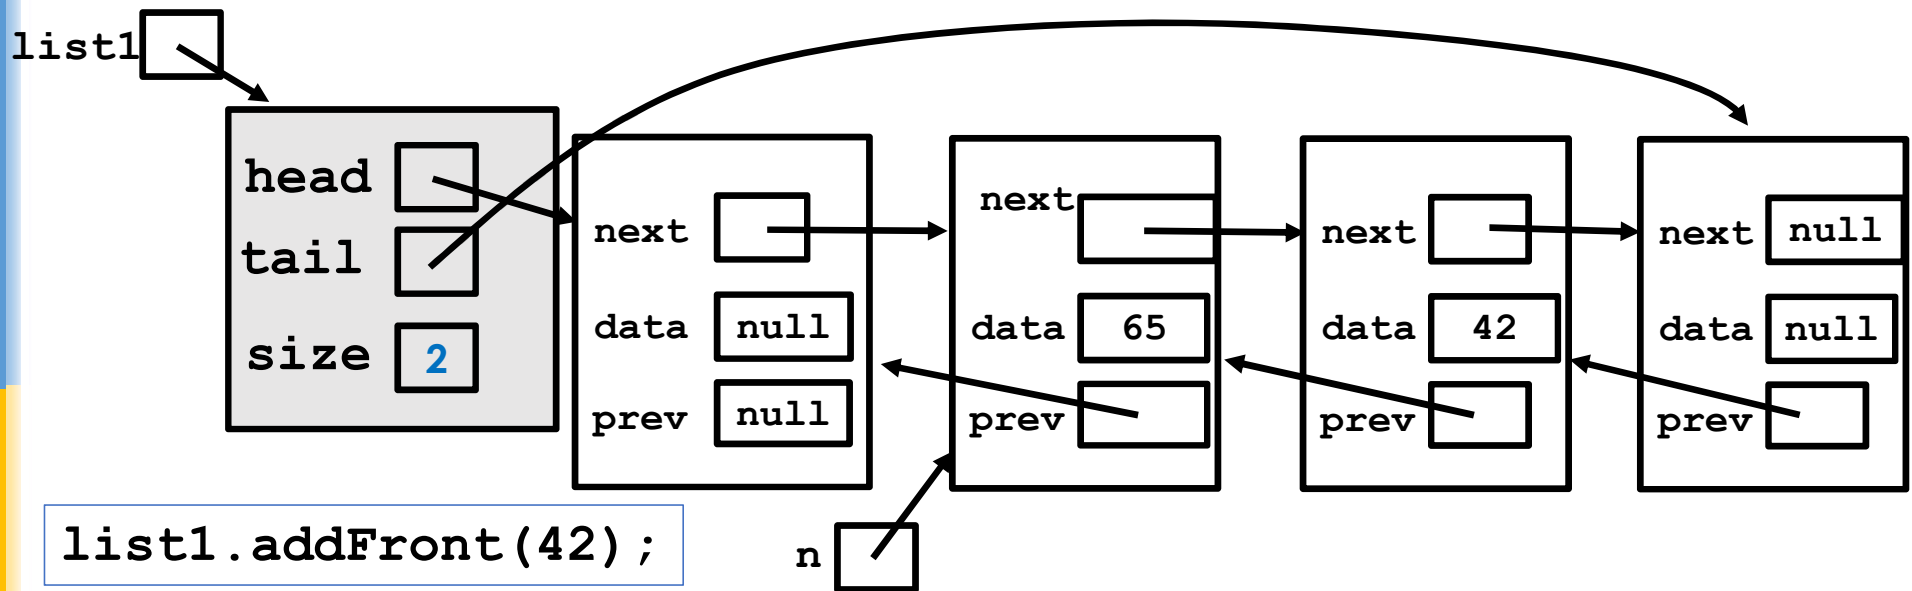 list1
head
tail
size 2
next
data null
prev null
next
data 65
prev
next
data 42
prev
next null
data null
prev
list1.addFront(42);
n